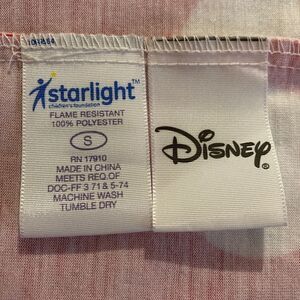 starlight™
children's foundation
FLAME RESISTANT
100% POLYESTER
S
RN 17910
MADE IN CHINA
MEETS REQ.OF
DOC-FF 3 71 & 5-74
MACHINE WASH
TUMBLE DRY
Disney®